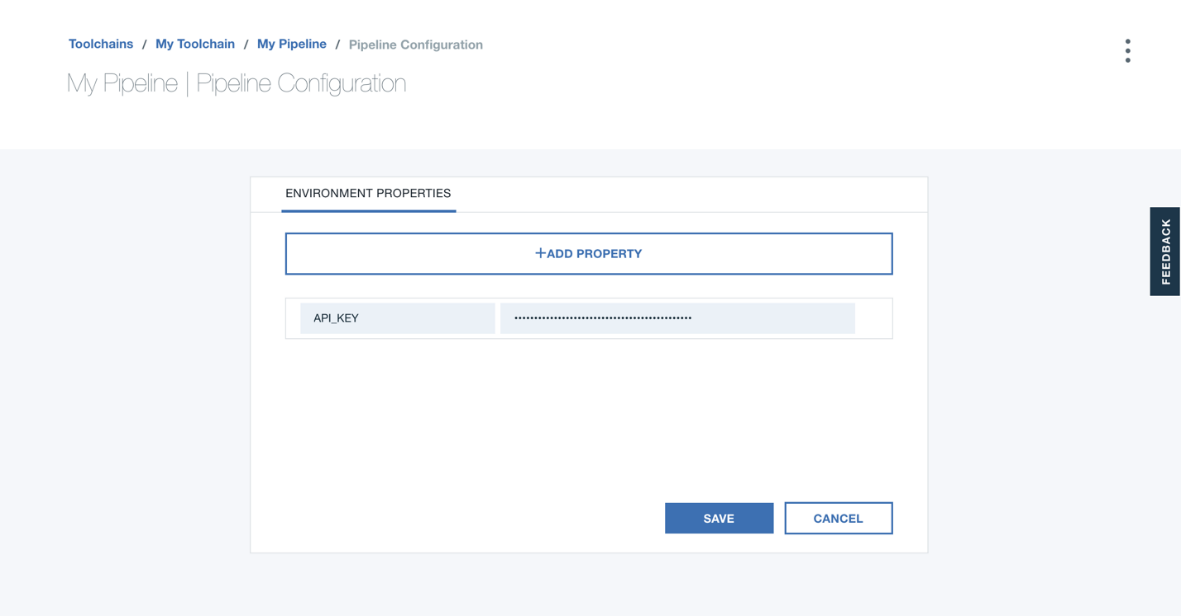 Toolchains / My Toolchain / My Pipeline / Pipeline Configuration
My Pipeline | Pipeline Configuration
ENVIRONMENT PROPERTIES
+ADD PROPERTY
API_KEY
SAVE
CANCEL
FEEDBACK